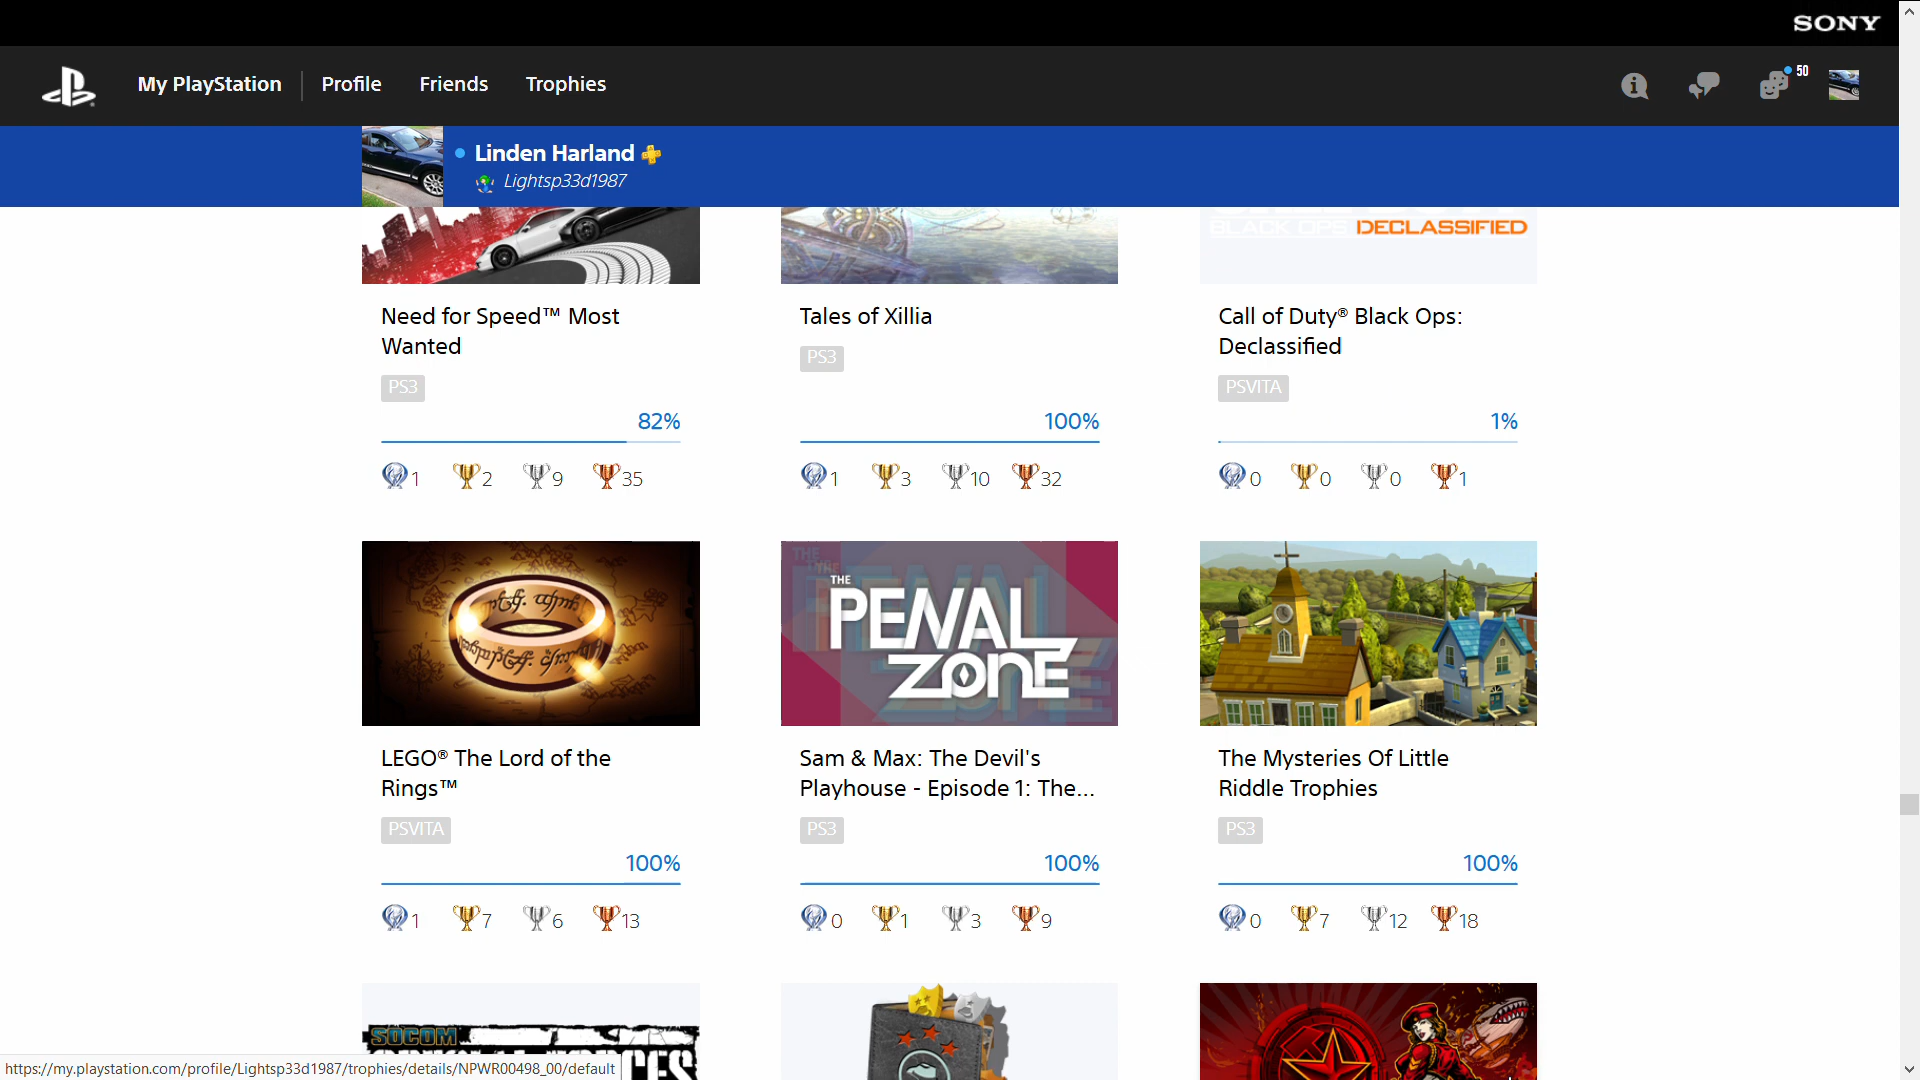 SONY
My PlayStation
Profile
Friends
Trophies
50
Linden Harland
Lightsp33d1987
BLACK OPS DECLASSIFIED
Need for Speed™ Most
Wanted
PS3
82%
1 2 9 35
Tales of Xillia
PS3
100%
1 3 10 32
Call of Duty® Black Ops:
Declassified
PSVITA
1%
0 0 0 1
THE
PENAL
ZONE
LEGO® The Lord of the
Rings™
PSVITA
100%
1 7 6 13
Sam & Max: The Devil's
Playhouse - Episode 1: The...
PS3
100%
0 1 3 9
The Mysteries Of Little
Riddle Trophies
PS3
100%
0 7 12 18
SOCOM
https://my.playstation.com/profile/Lightsp33d1987/trophies/details/NPWR00498_00/default